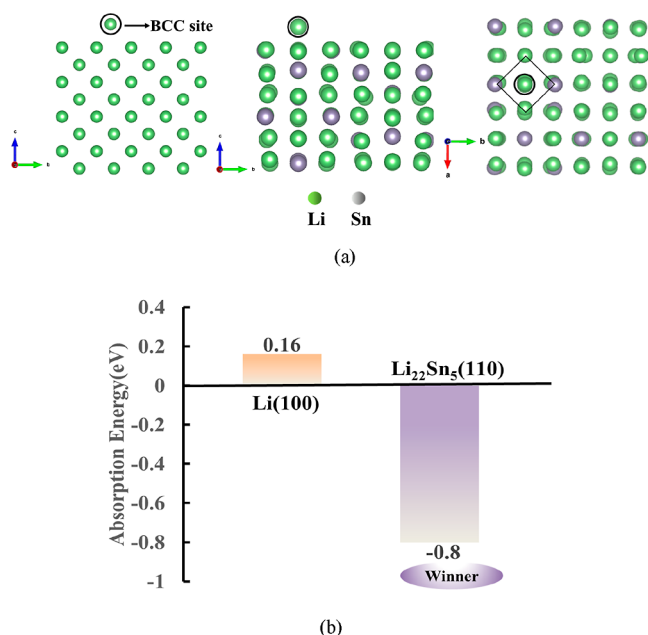 BCC site
c
b
c
b
b
a
Li Sn
(a)
Absorption Energy(eV)
0.4
0.2
0
-0.2
-0.4
-0.6
-0.8
-1
0.16
Li(100)
Li22Sn5(110)
-0.8
Winner
(b)